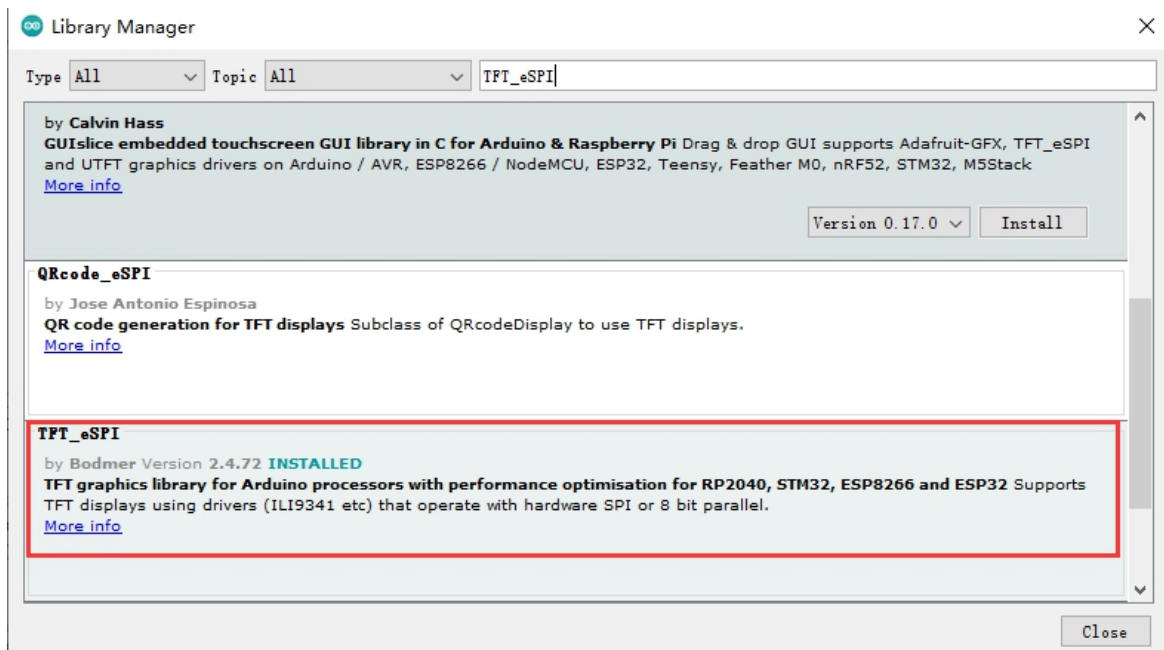 Library Manager
Type All Topic All TFT_eSPI
by Calvin Hass
GUIslice embedded touchscreen GUI library in C for Arduino & Raspberry Pi Drag & drop GUI supports Adafruit-GFX, TFT_eSPI
and UTFT graphics drivers on Arduino / AVR, ESP8266 / NodeMCU, ESP32, Teensy, Feather M0, nRF52, STM32, M5Stack
More info
Version 0.17.0 Install
QRcode_eSPI
by Jose Antonio Espinosa
QR code generation for TFT displays Subclass of QRcodeDisplay to use TFT displays.
More info
TFT_eSPI
by Bodmer Version 2.4.72 INSTALLED
TFT graphics library for Arduino processors with performance optimisation for RP2040, STM32, ESP8266 and ESP32 Supports
TFT displays using drivers (ILI9341 etc) that operate with hardware SPI or 8 bit parallel.
More info
Close